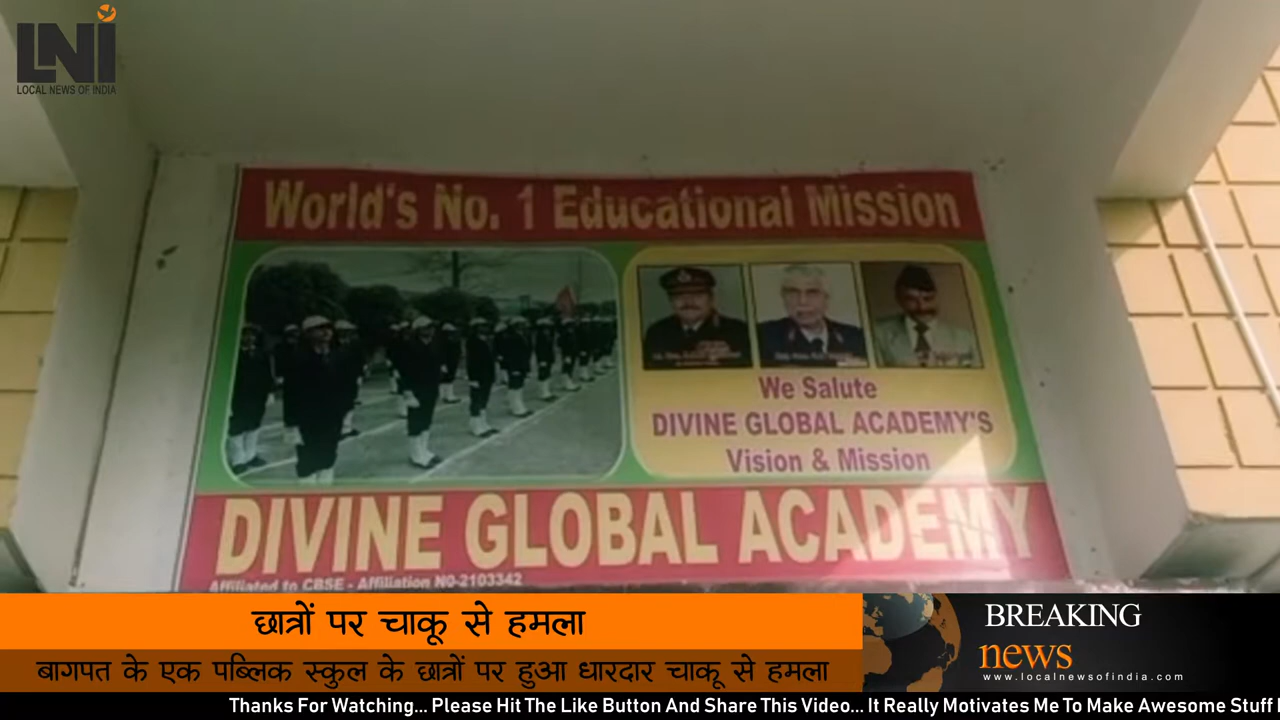 LNI
LOCAL NEWS OF INDIA
World's No. 1 Educational Mission
We Salute
DIVINE GLOBAL ACADEMY'S
Vision & Mission
DIVINE GLOBAL ACADEMY
Affiliated to CBSE - Affiliation NO-2103342
छात्रों पर चाकू से हमला
बागपत के एक पब्लिक स्कुल के छात्रों पर हुआ धारदार चाकू से हमला
BREAKING
news
www.localnewsofindia.com
Thanks For Watching... Please Hit The Like Button And Share This Video... It Really Motivates Me To Make Awesome Stuff